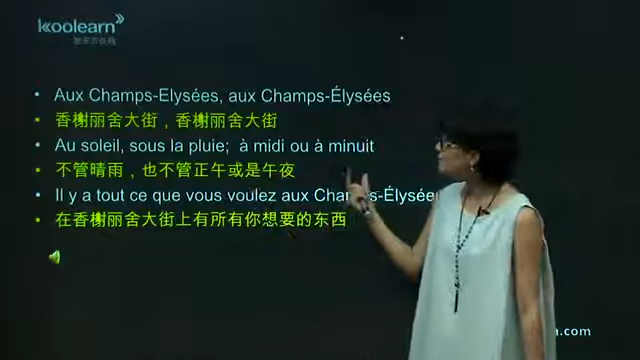 koolearn
新东方在线
Aux Champs-Elysées, aux Champs-Élysées
香榭丽舍大街，香榭丽舍大街
Au soleil, sous la pluie; à midi ou à minuit
不管晴雨，也不管正午或是午夜
Il y a tout ce que vous voulez aux Champs-Élysée
在香榭丽舍大街上有所有你想要的东西
.com